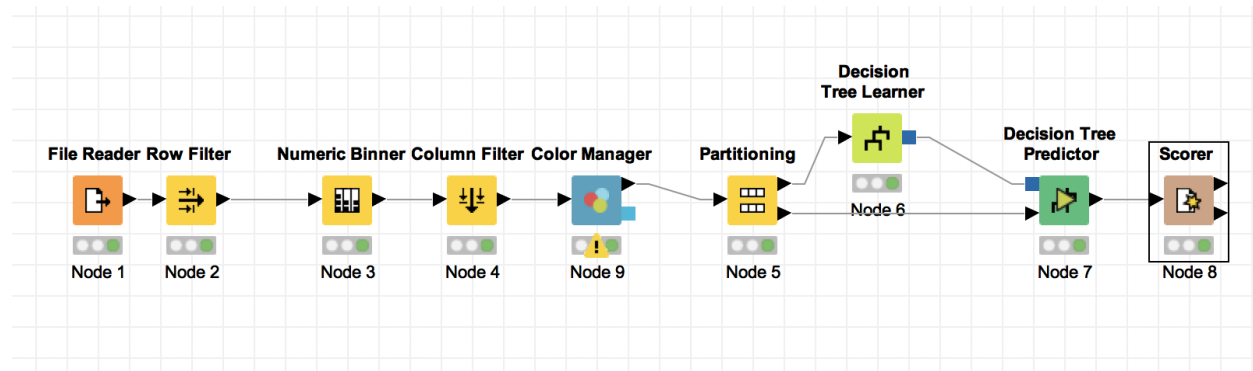 Decision
Tree Learner
Decision Tree
Predictor
File Reader Row Filter Numeric Binner Column Filter Color Manager Partitioning Scorer
Node 6
Node 1 Node 2 Node 3 Node 4 Node 9 Node 5 Node 7 Node 8